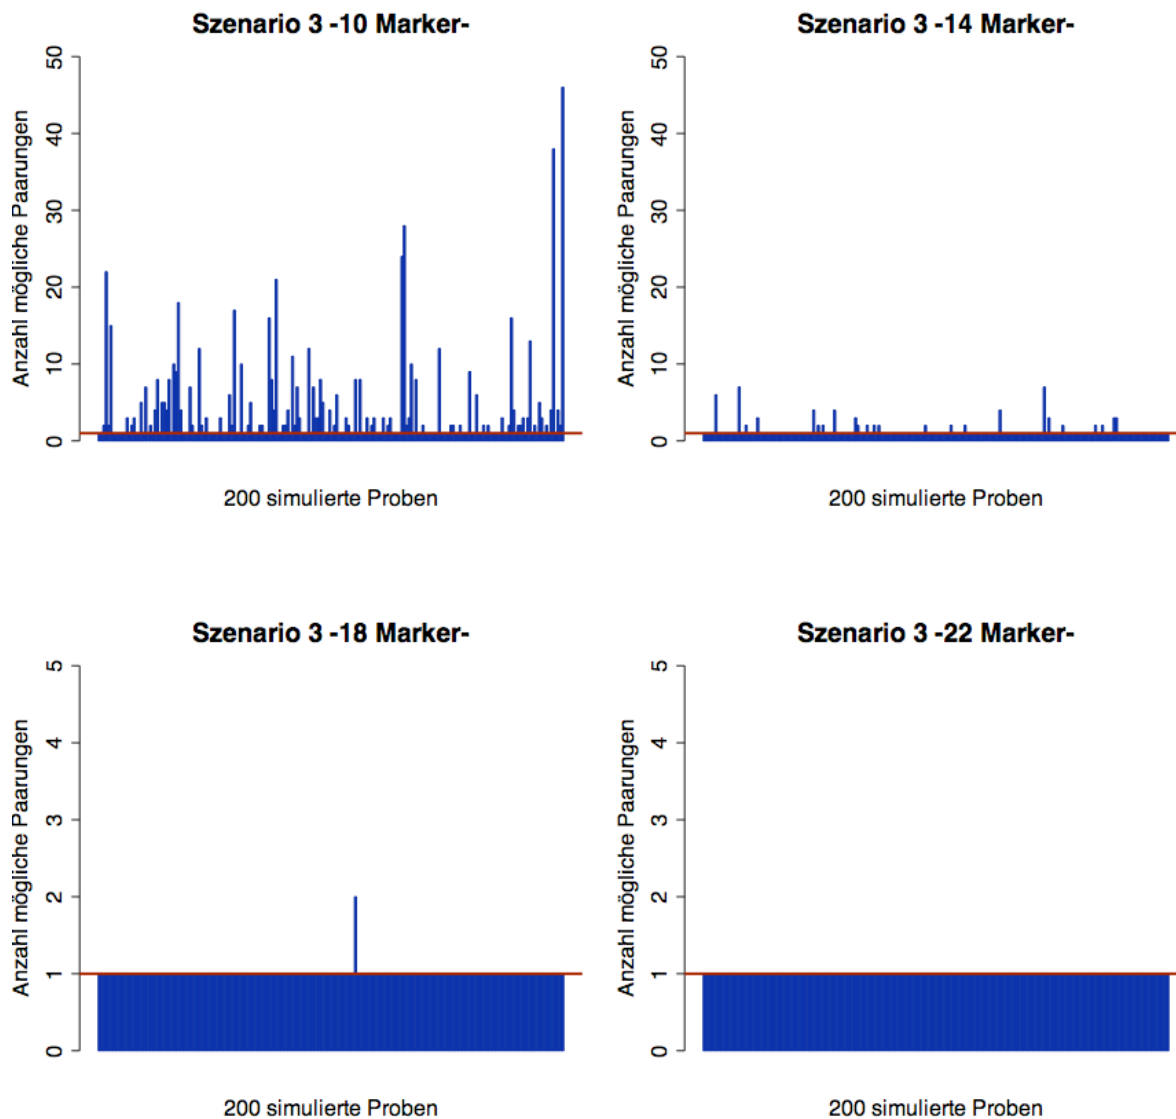 Szenario 3 -10 Marker-
Anzahl mögliche Paarungen
50
40
30
20
10
0
200 simulierte Proben
Szenario 3 -14 Marker-
Anzahl mögliche Paarungen
50
40
30
20
10
0
200 simulierte Proben
Szenario 3 -18 Marker-
Anzahl mögliche Paarungen
5
4
3
2
1
0
200 simulierte Proben
Szenario 3 -22 Marker-
Anzahl mögliche Paarungen
5
4
3
2
1
0
200 simulierte Proben